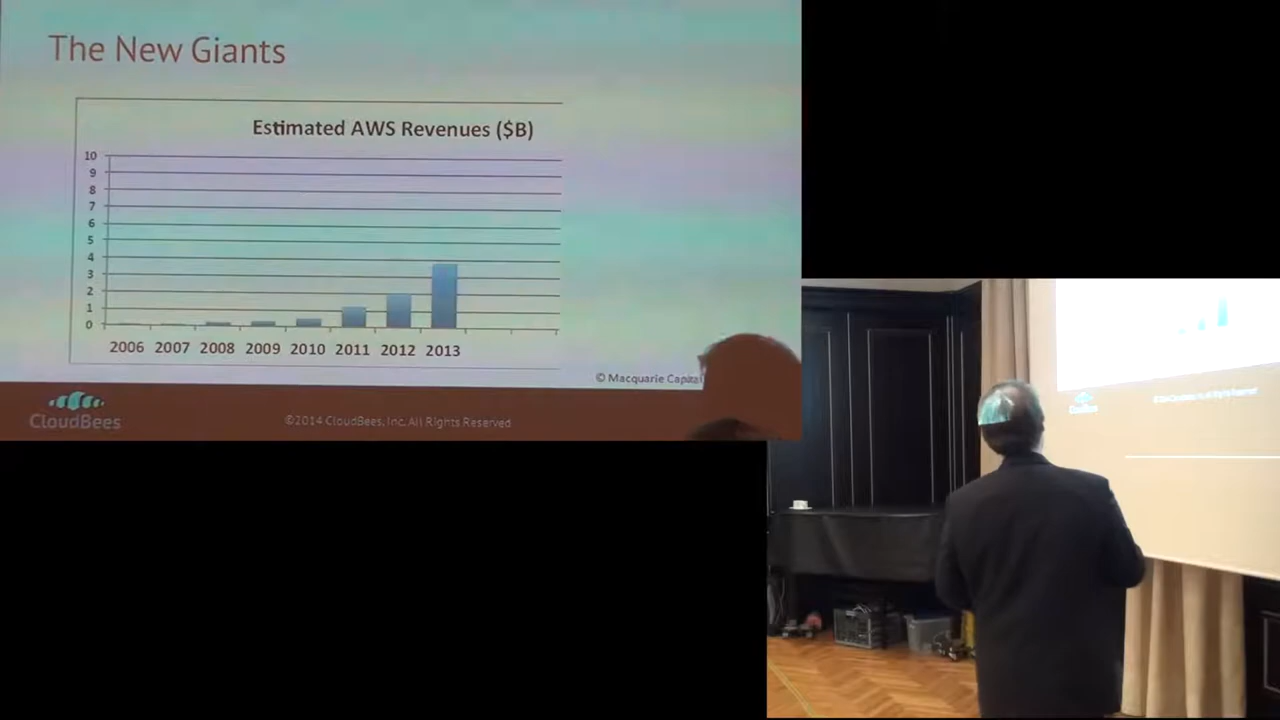 The New Giants
Estimated AWS Revenues ($B)
10
9
8
7
6
5
4
3
2
1
0
2006 2007 2008 2009 2010 2011 2012 2013
© Macquarie Capital
CloudBees
©2014 CloudBees, Inc. All Rights Reserved